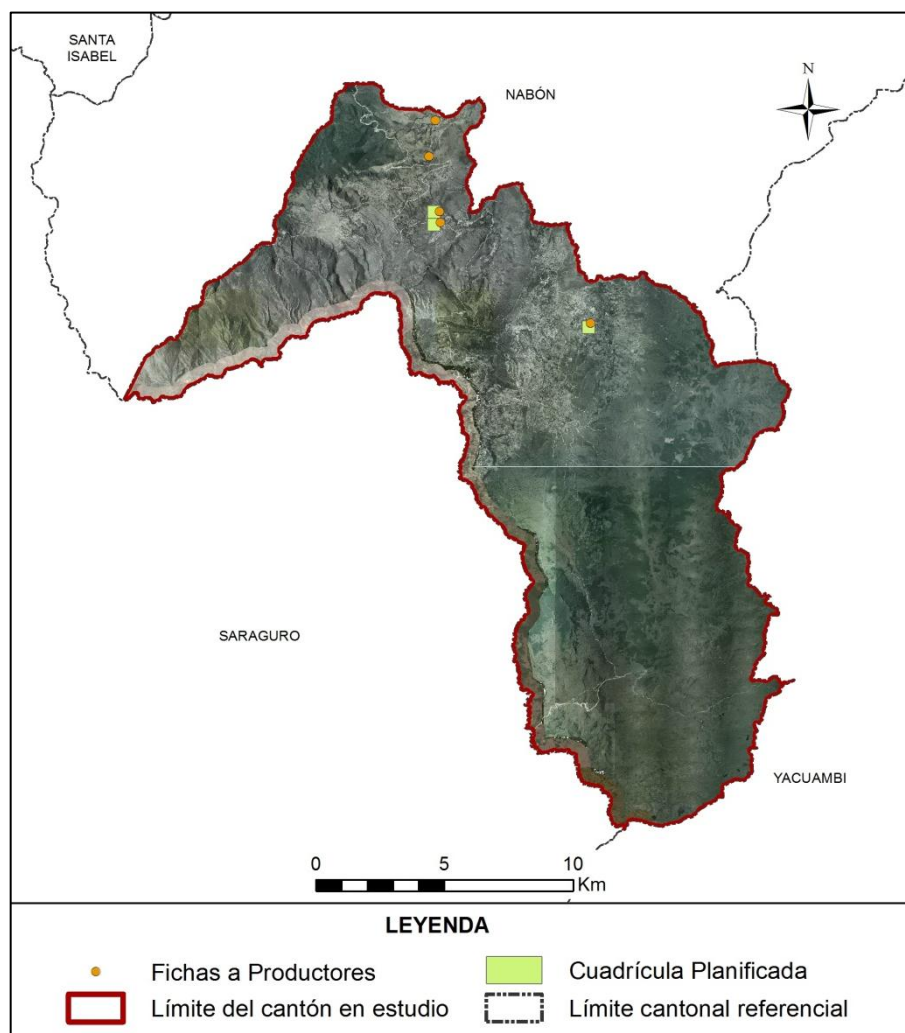 SANTA
ISABEL
NABÓN
N
SARAGURO
YACUAMBI
0 5 10
Km
LEYENDA
Fichas a Productores
Cuadrícula Planificada
Límite del cantón en estudio
Límite cantonal referencial